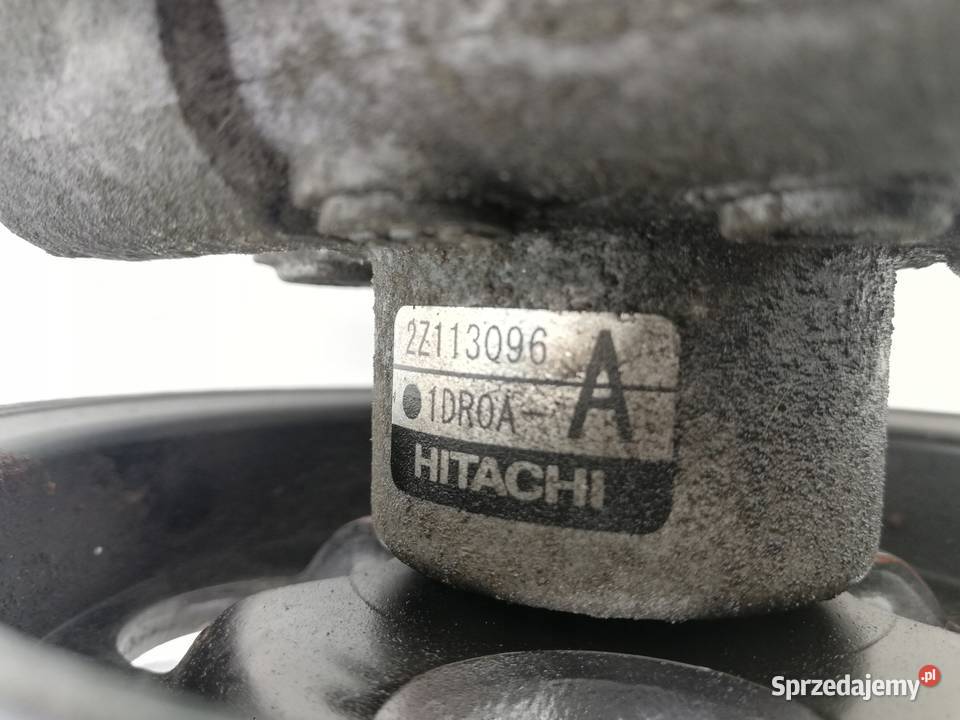 2Z113Q96
●1DR0A- A
HITACHI
Sprzedajemy.pl